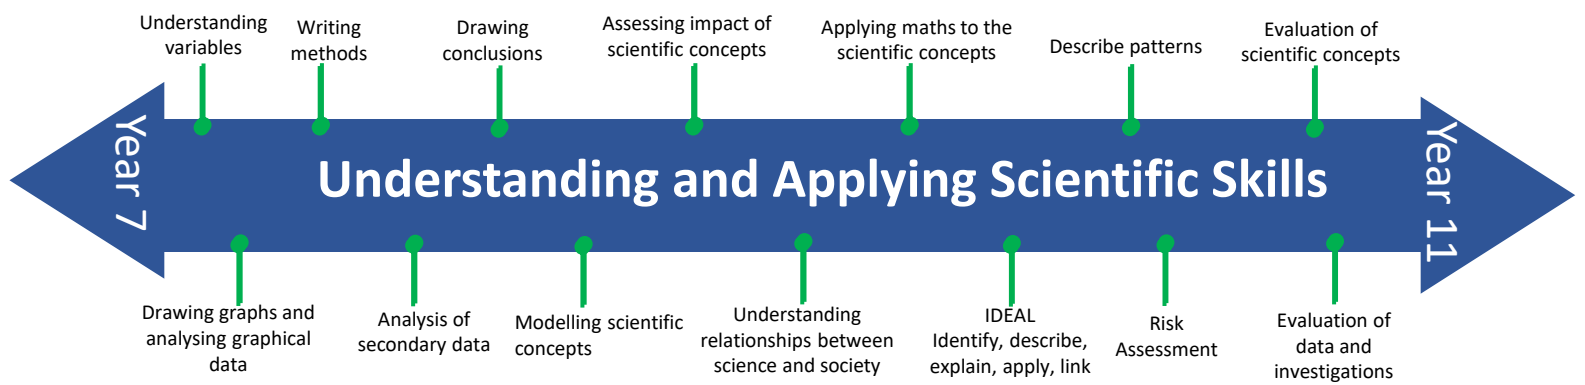 Understanding
variables
Writing
methods
Drawing
conclusions
Assessing impact of
scientific concepts
Applying maths to the
scientific concepts
Describe patterns
Evaluation of
scientific concepts
Year 7
Understanding and Applying Scientific Skills
Year 11
Drawing graphs and
analysing graphical
data
Analysis of
secondary data
Modelling scientific
concepts
Understanding
relationships between
science and society
IDEAL
Identify, describe,
explain, apply, link
Risk
Assessment
Evaluation of
data and
investigations